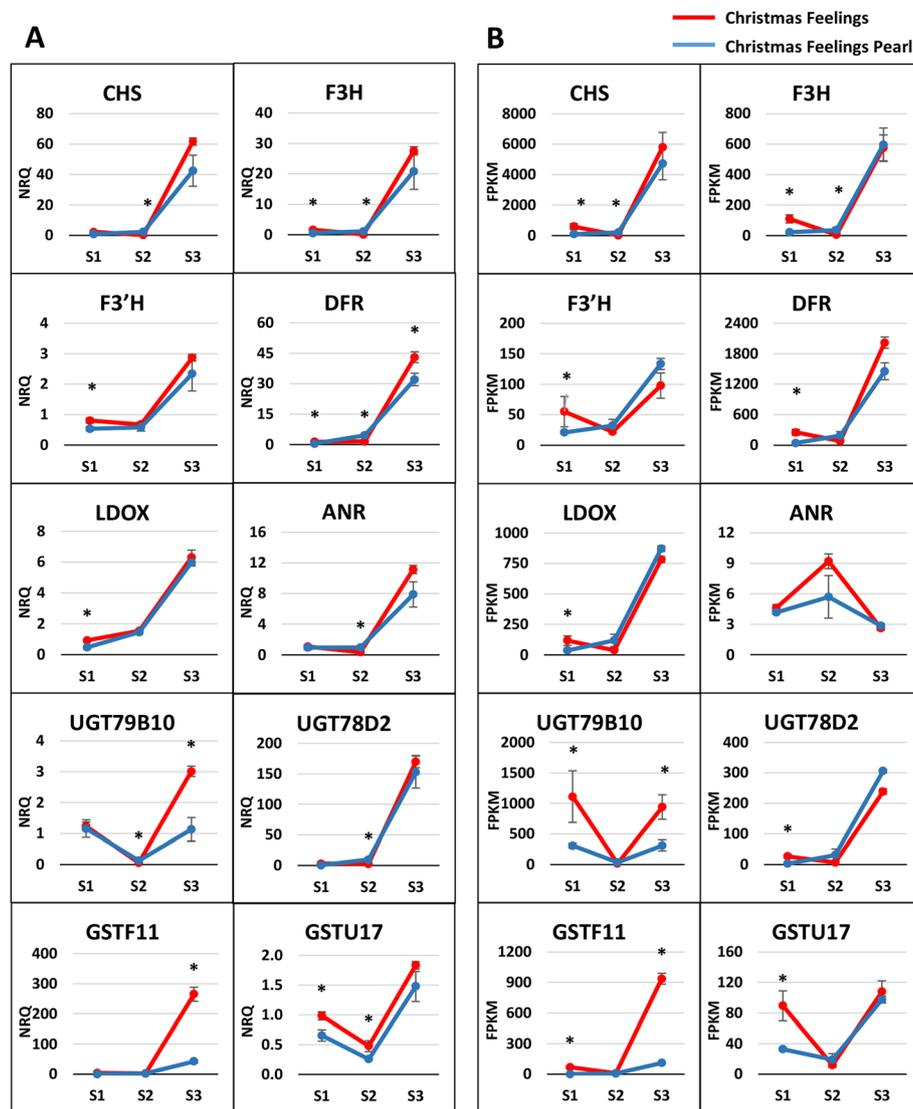 A
B
Christmas Feelings
Christmas Feelings Pearl
CHS
80
60
40
20
0
NRQ
*
S1 S2 S3
F3H
40
30
20
10
0
NRQ
* *
S1 S2 S3
CHS
8000
6000
4000
2000
0
FPKM
* *
S1 S2 S3
F3H
800
600
400
200
0
FPKM
* *
S1 S2 S3
F3’H
4
3
2
1
0
NRQ
*
S1 S2 S3
DFR
60
45
30
15
0
NRQ
* * *
S1 S2 S3
F3’H
200
150
100
50
0
FPKM
*
S1 S2 S3
DFR
2400
1800
1200
600
0
FPKM
*
S1 S2 S3
LDOX
8
6
4
2
0
NRQ
*
S1 S2 S3
ANR
16
12
8
4
0
NRQ
*
S1 S2 S3
LDOX
1000
750
500
250
0
FPKM
*
S1 S2 S3
ANR
12
9
6
3
0
FPKM
S1 S2 S3
UGT79B10
4
3
2
1
0
NRQ
* *
S1 S2 S3
UGT78D2
200
150
100
50
0
NRQ
*
S1 S2 S3
UGT79B10
2000
1500
1000
500
0
FPKM
* *
S1 S2 S3
UGT78D2
400
300
200
100
0
FPKM
*
S1 S2 S3
GSTF11
400
300
200
100
0
NRQ
*
S1 S2 S3
GSTU17
2.0
1.5
1.0
0.5
0.0
NRQ
* *
S1 S2 S3
GSTF11
1200
900
600
300
0
FPKM
* *
S1 S2 S3
GSTU17
160
120
80
40
0
FPKM
*
S1 S2 S3